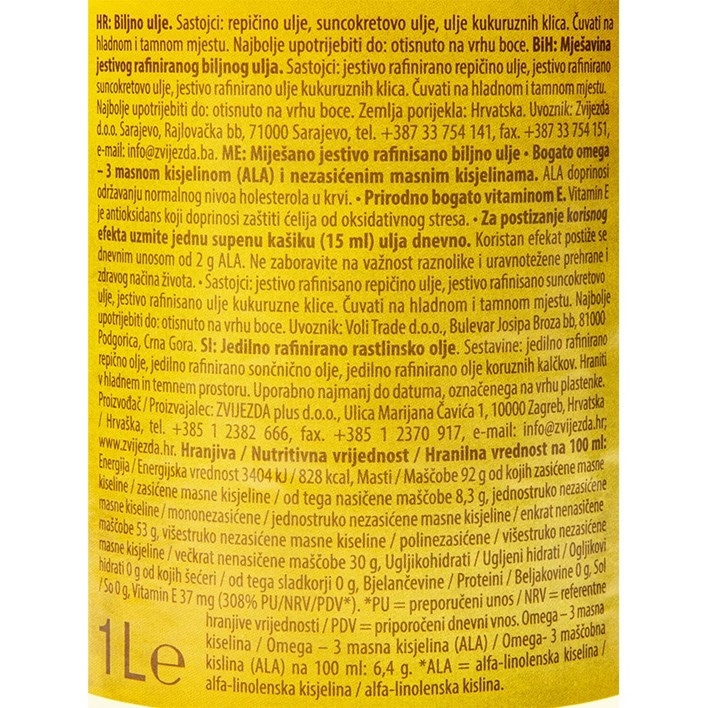 HR: Biljno ulje. Sastojci: repičino ulje, suncokretovo ulje, ulje kukuruznih klica. Čuvati na
hladnom i tamnom mjestu. Najbolje upotrijebiti do: otisnuto na vrhu boce. BiH: Mješavina
jestivog rafiniranog biljnog ulja. Sastojci: jestivo rafinirano repičino ulje, jestivo rafinirano
suncokretovo ulje, jestivo rafinirano ulje kukuruznih klica. Čuvati na hladnom i tamnom mjestu.
Najbolje upotrijebiti do: otisnuto na vrhu boce. Zemlja porijekla: Hrvatska. Uvoznik: Zvijezda
d.o.o. Sarajevo, Rajlovačka bb, 71000 Sarajevo, tel. +387 33 754 141, fax. +387 33 754 151,
e-mail: info@zvijezda.ba. ME: Miješano jestivo rafinisano biljno ulje • Bogato omega
– 3 masnom kisjelinom (ALA) i nezasićenim masnim kisjelinama. ALA doprinosi
održavanju normalnog nivoa holesterola u krvi. • Prirodno bogato vitaminom E. Vitamin E
je antioksidans koji doprinosi zaštiti ćelija od oksidativnog stresa. • Za postizanje korisnog
efekta uzmite jednu supenu kašiku (15 ml) ulja dnevno. Koristan efekat postiže se
dnevnim unosom od 2 g ALA. Ne zaboravite na važnost raznolike i uravnotežene prehrane i
zdravog načina života. • Sastojci: jestivo rafinisano repičino ulje, jestivo rafinisano suncokretovo
ulje, jestivo rafinisano ulje kukuruzne klice. Čuvati na hladnom i tamnom mjestu. Najbolje
upotrijebiti do: otisnuto na vrhu boce. Uvoznik: Voli Trade d.o.o., Bulevar Josipa Broza bb, 81000
Podgorica, Crna Gora. SI: Jedilno rafinirano rastlinsko olje. Sestavine: jedilno rafinirano
repično olje, jedilno rafinirano sončnično olje, jedilno rafinirano olje koruznih kalčkov. Hraniti
v hladnem in temnem prostoru. Uporabno najmanj do datuma, označenega na vrhu plastenke.
Proizvođač / Proizvajalec: ZVIJEZDA plus d.o.o., Ulica Marijana Čavića 1, 10000 Zagreb, Hrvatska
/ Hrvaška, tel. +385 1 2382 666, fax. +385 1 2370 917, e-mail: info@zvijezda.hr;
www.zvijezda.hr. Hranjiva / Nutritivna vrijednost / Hranilna vrednost na 100 ml:
Energija / Energijska vrednost 3404 kJ / 828 kcal, Masti / Maščobe 92 g od kojih zasićene masne
kiseline / zasićene masne kisjeline / od tega nasičene maščobe 8,3 g, jednostruko nezasićene
masne kiseline / mononezasićene / jednostruko nezasićene masne kisjeline / enkrat nenasičene
maščobe 53 g, višestruko nezasićene masne kiseline / polinezasićene / višestruko nezasićene
masne kisjeline / večkrat nenasičene maščobe 30 g, Ugljikohidrati / Ugljeni hidrati / Ogljikovi
hidrati 0 g od kojih šećeri / od tega sladkorji 0 g, Bjelančevine / Proteini / Beljakovine 0 g, Sol
/ So 0 g, Vitamin E 37 mg (308% PU/NRV/PDV*). *PU = preporučeni unos / NRV = referentne
hranjive vrijednosti / PDV = priporočeni dnevni vnos. Omega – 3 masna
kiselina / Omega – 3 masna kisjelina (ALA) / Omega- 3 maščobna
kislina (ALA) na 100 ml: 6,4 g. *ALA = alfa-linolenska kiselina /
alfa-linolenska kisjelina / alfa-linolenska kislina.
1L℮